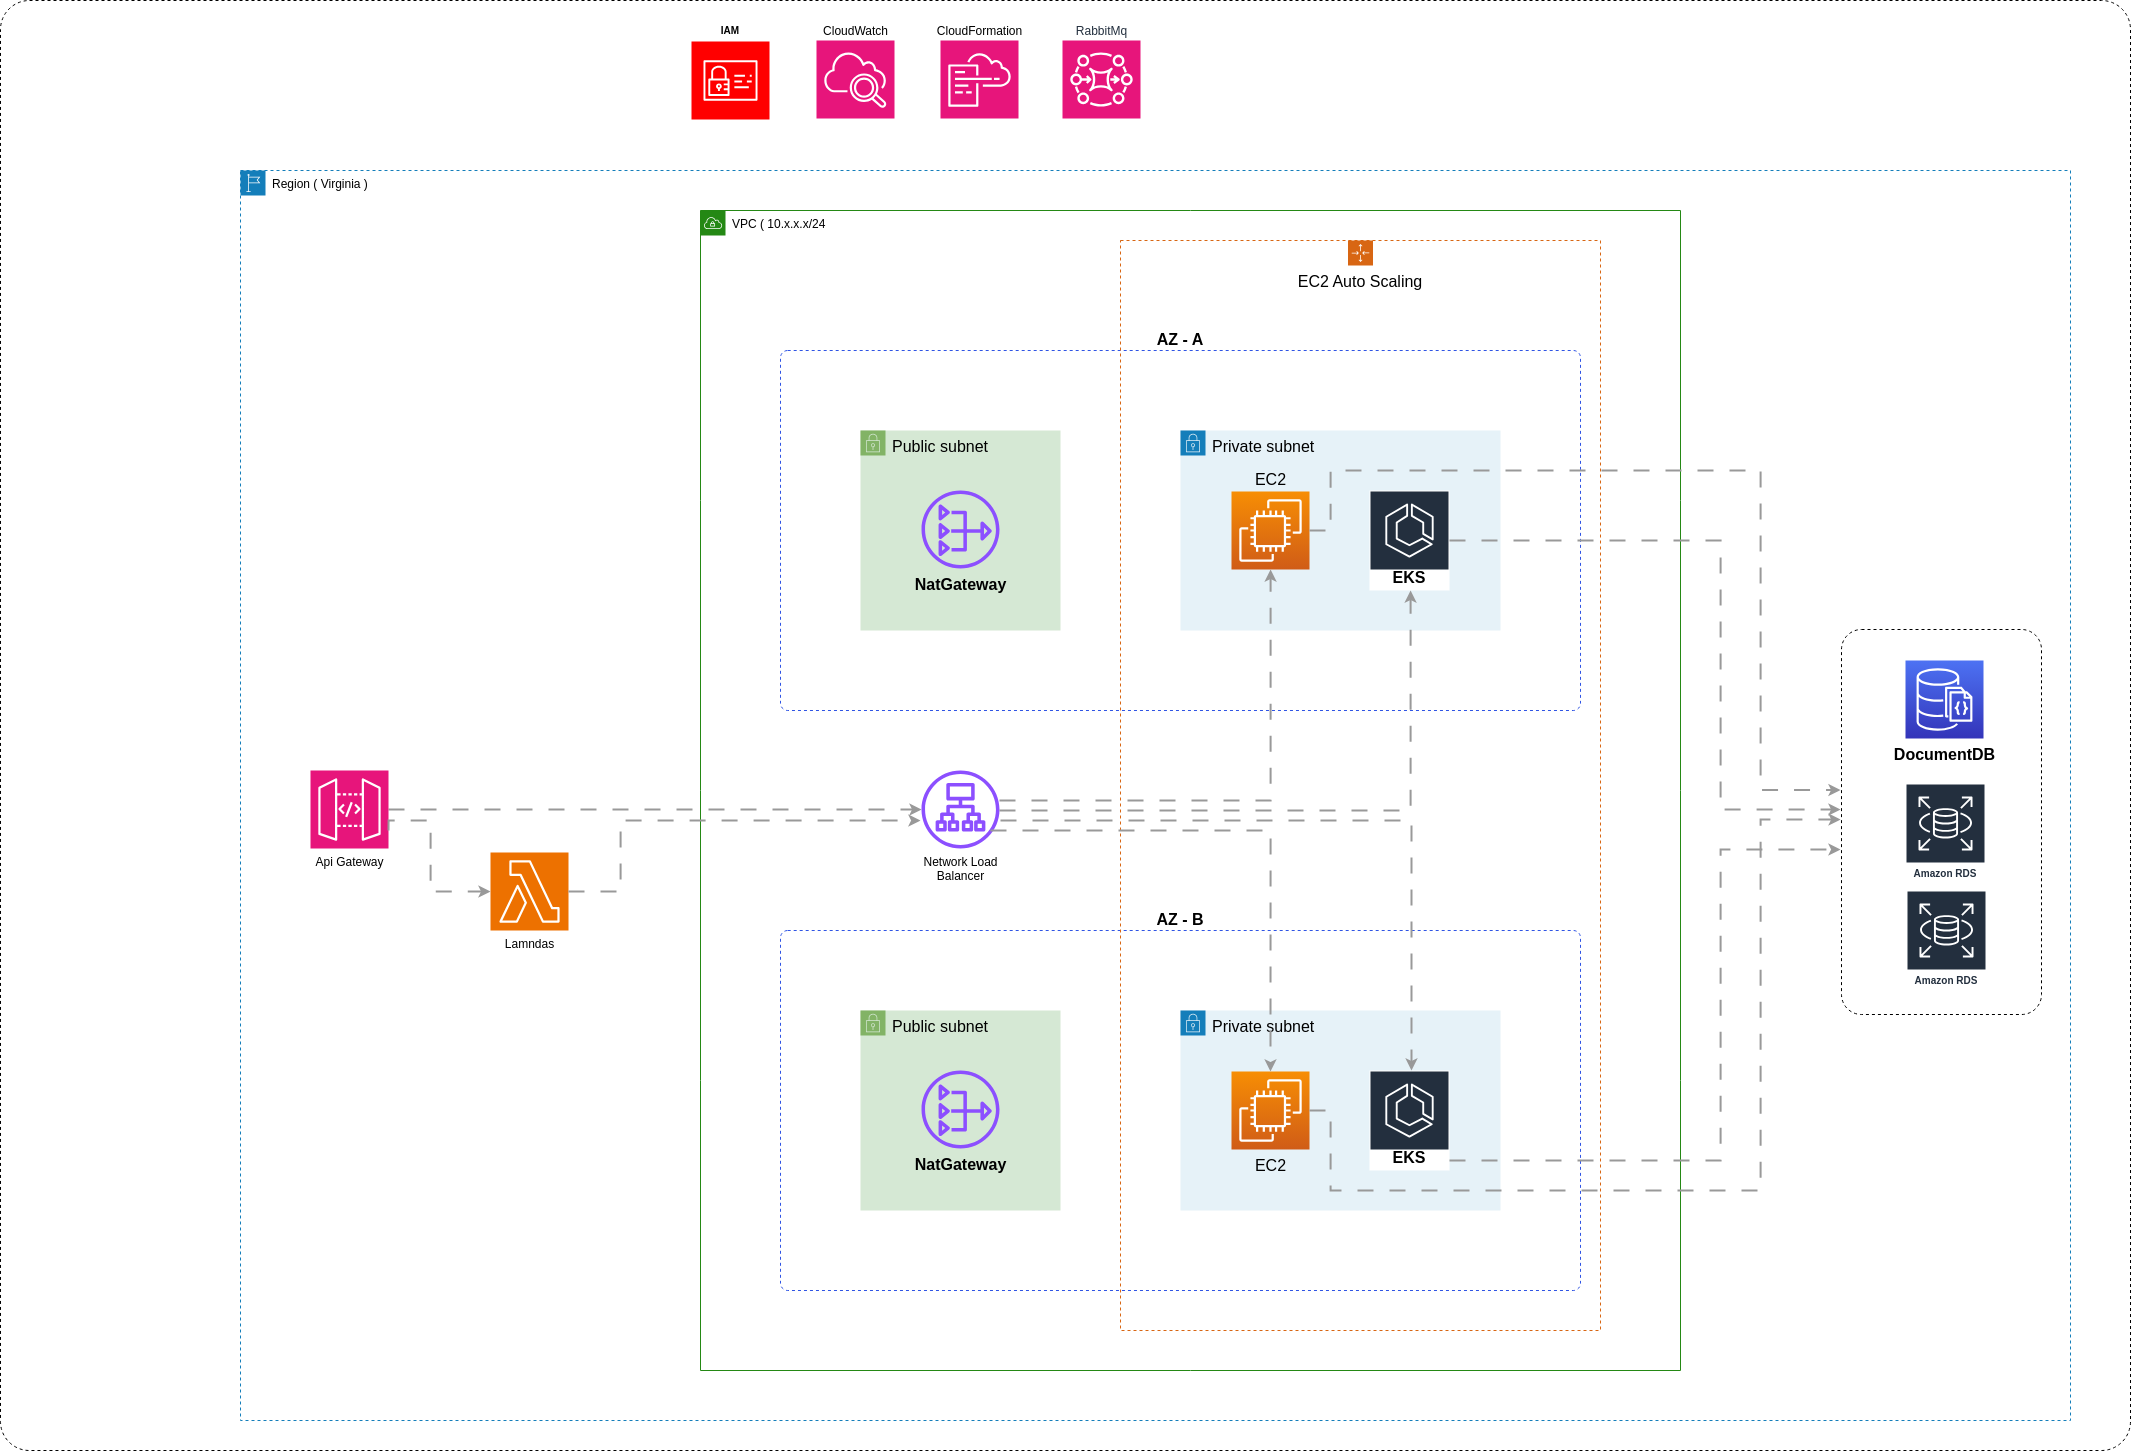 IAM
CloudWatch
CloudFormation
RabbitMq
Region ( Virginia )
VPC ( 10.x.x.x/24
EC2 Auto Scaling
AZ - A
Public subnet
NatGateway
Private subnet
EC2
EKS
DocumentDB
Amazon RDS
Amazon RDS
Api Gateway
Lamndas
Network Load
Balancer
AZ - B
Public subnet
NatGateway
Private subnet
EC2
EKS